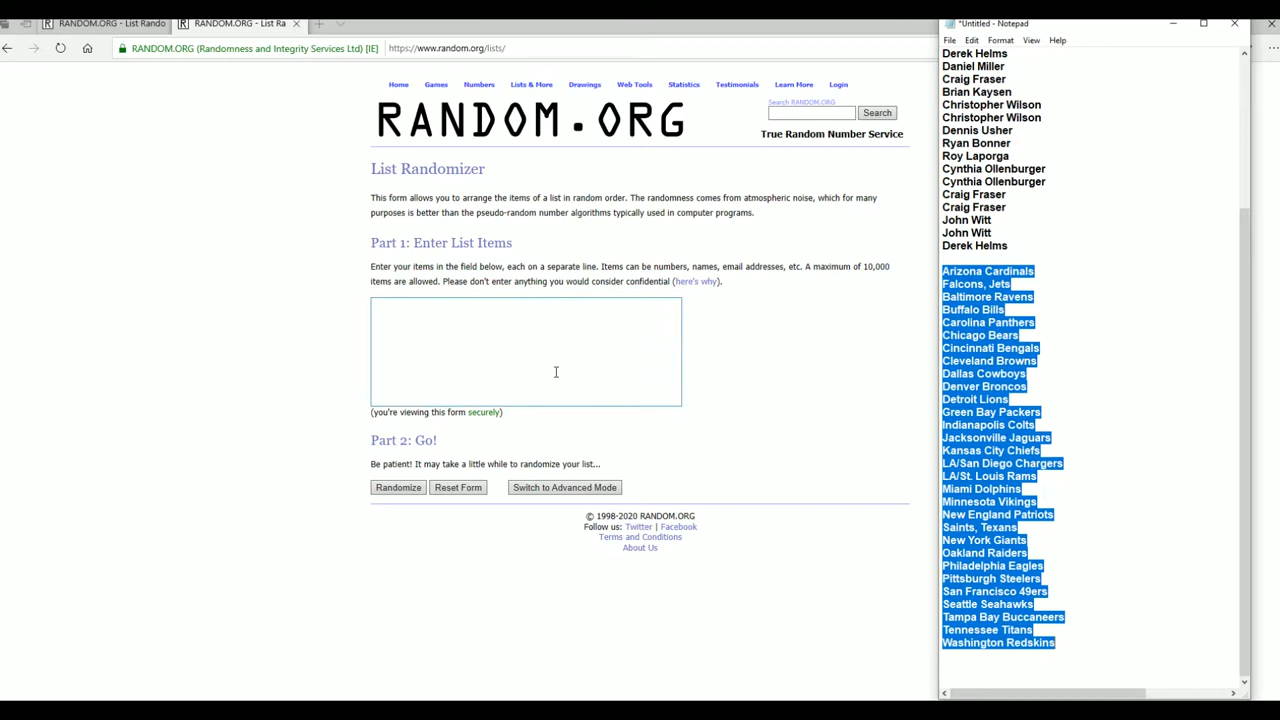 RANDOM.ORG - List Rando
RANDOM.ORG - List Ra
RANDOM.ORG (Randomness and Integrity Services Ltd) [IE]
https://www.random.org/lists/
Home Games Numbers Lists & More Drawings Web Tools Statistics Testimonials Learn More Login
RANDOM.ORG
Search RANDOM.ORG
Search
True Random Number Service
List Randomizer
This form allows you to arrange the items of a list in random order. The randomness comes from atmospheric noise, which for many
purposes is better than the pseudo-random number algorithms typically used in computer programs.
Part 1: Enter List Items
Enter your items in the field below, each on a separate line. Items can be numbers, names, email addresses, etc. A maximum of 10,000
items are allowed. Please don't enter anything you would consider confidential (here's why).
(you're viewing this form securely)
Part 2: Go!
Be patient! It may take a little while to randomize your list...
Randomize Reset Form Switch to Advanced Mode
© 1998-2020 RANDOM.ORG
Follow us: Twitter | Facebook
Terms and Conditions
About Us
*Untitled - Notepad
File Edit Format View Help
Derek Helms
Daniel Miller
Craig Fraser
Brian Kaysen
Christopher Wilson
Christopher Wilson
Dennis Usher
Ryan Bonner
Roy Laporga
Cynthia Ollenburger
Cynthia Ollenburger
Craig Fraser
Craig Fraser
John Witt
John Witt
Derek Helms
Arizona Cardinals
Falcons, Jets
Baltimore Ravens
Buffalo Bills
Carolina Panthers
Chicago Bears
Cincinnati Bengals
Cleveland Browns
Dallas Cowboys
Denver Broncos
Detroit Lions
Green Bay Packers
Indianapolis Colts
Jacksonville Jaguars
Kansas City Chiefs
LA/San Diego Chargers
LA/St. Louis Rams
Miami Dolphins
Minnesota Vikings
New England Patriots
Saints, Texans
New York Giants
Oakland Raiders
Philadelphia Eagles
Pittsburgh Steelers
San Francisco 49ers
Seattle Seahawks
Tampa Bay Buccaneers
Tennessee Titans
Washington Redskins